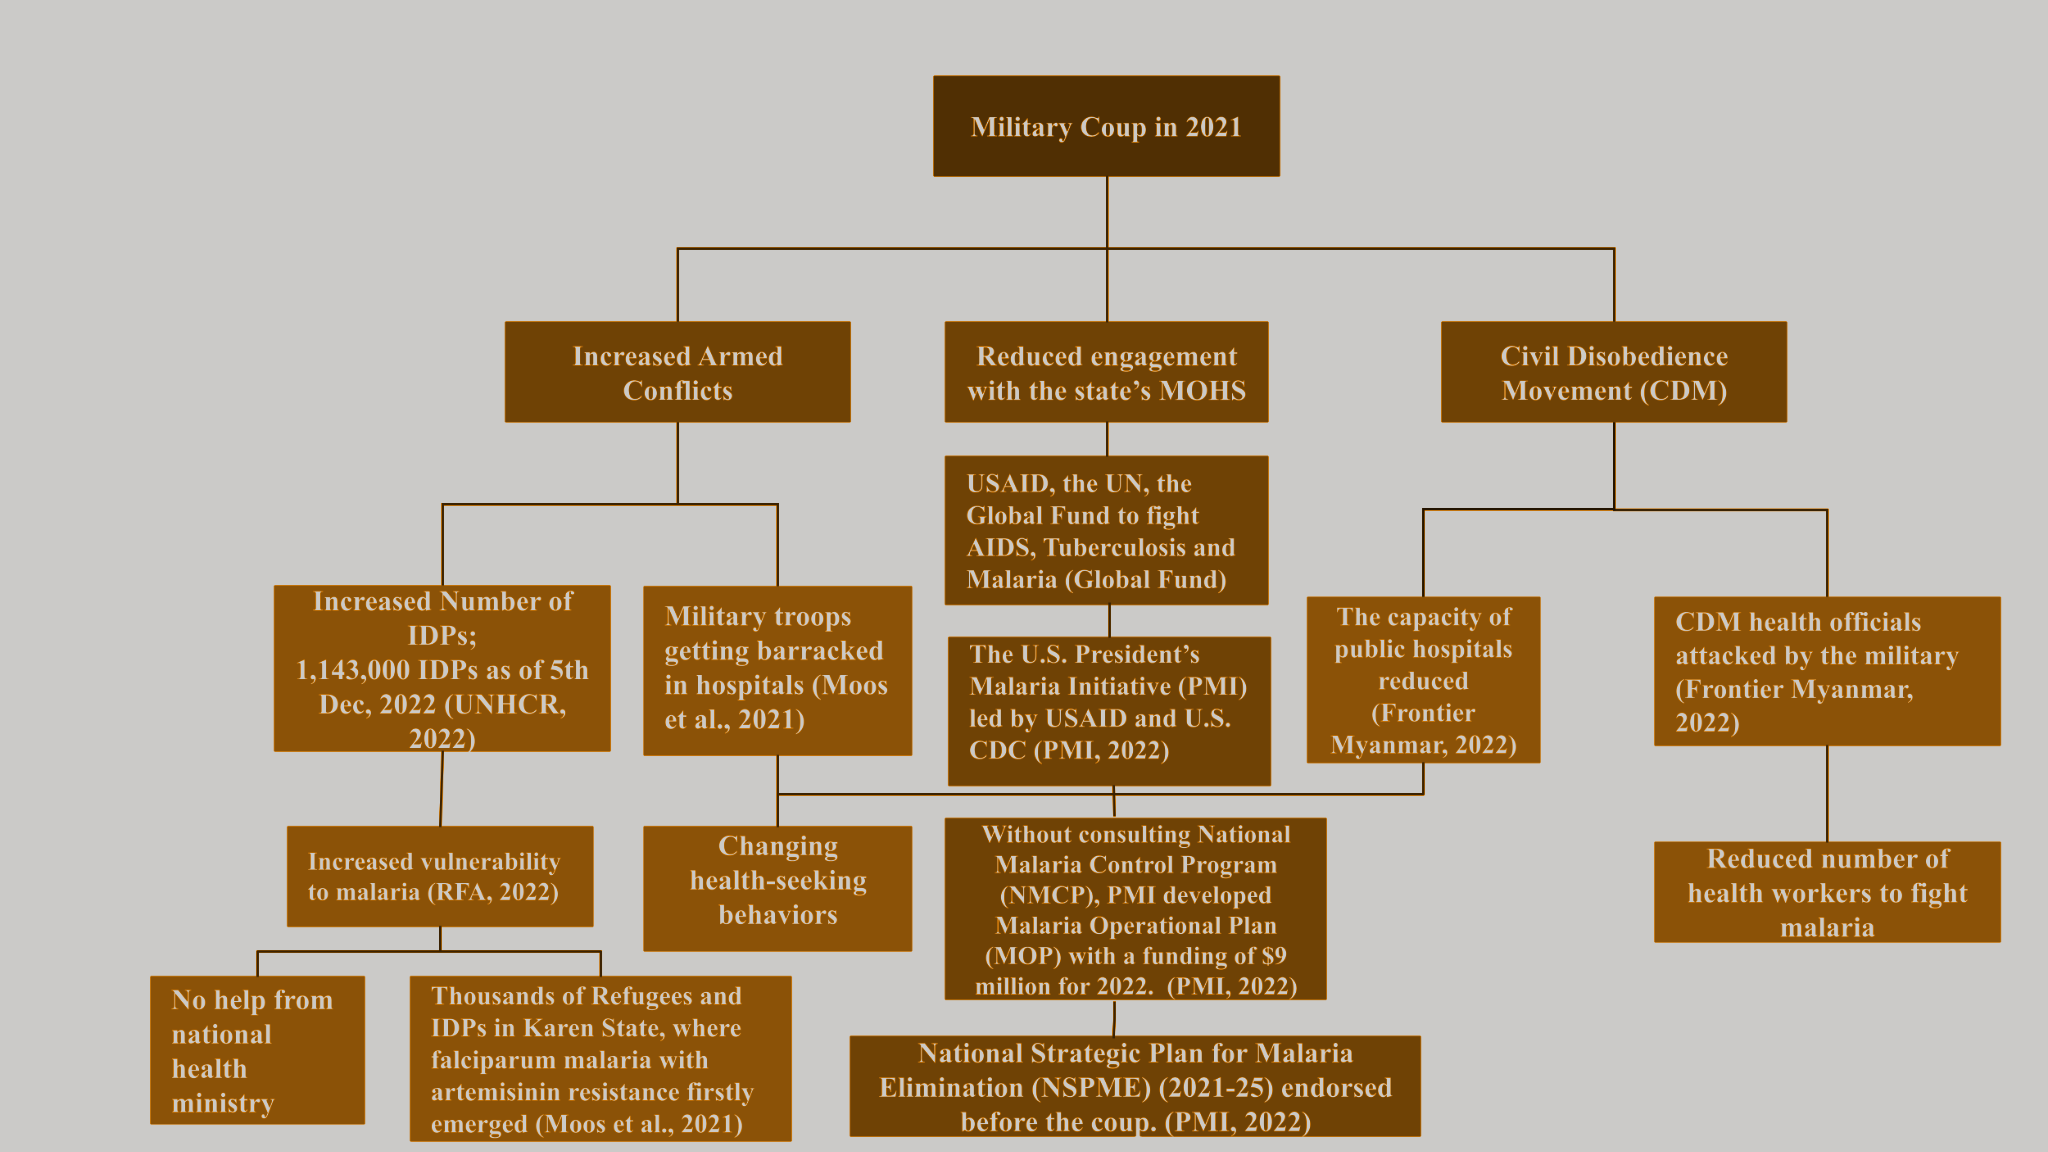 Military Coup in 2021
Increased Armed
Conflicts
Reduced engagement
with the state’s MOHS
Civil Disobedience
Movement (CDM)
USAID, the UN, the
Global Fund to fight
AIDS, Tuberculosis and
Malaria (Global Fund)
Increased Number of
IDPs;
1,143,000 IDPs as of 5th
Dec, 2022 (UNHCR,
2022)
Military troops
getting barracked
in hospitals (Moos
et al., 2021)
The U.S. President’s
Malaria Initiative (PMI)
led by USAID and U.S.
CDC (PMI, 2022)
The capacity of
public hospitals
reduced
(Frontier
Myanmar, 2022)
CDM health officials
attacked by the military
(Frontier Myanmar,
2022)
Increased vulnerability
to malaria (RFA, 2022)
Changing
health-seeking
behaviors
Without consulting National
Malaria Control Program
(NMCP), PMI developed
Malaria Operational Plan
(MOP) with a funding of $9
million for 2022.  (PMI, 2022)
Reduced number of
health workers to fight
malaria
No help from
national
health
ministry
Thousands of Refugees and
IDPs in Karen State, where
falciparum malaria with
artemisinin resistance firstly
emerged (Moos et al., 2021)
National Strategic Plan for Malaria
Elimination (NSPME) (2021-25) endorsed
before the coup. (PMI, 2022)